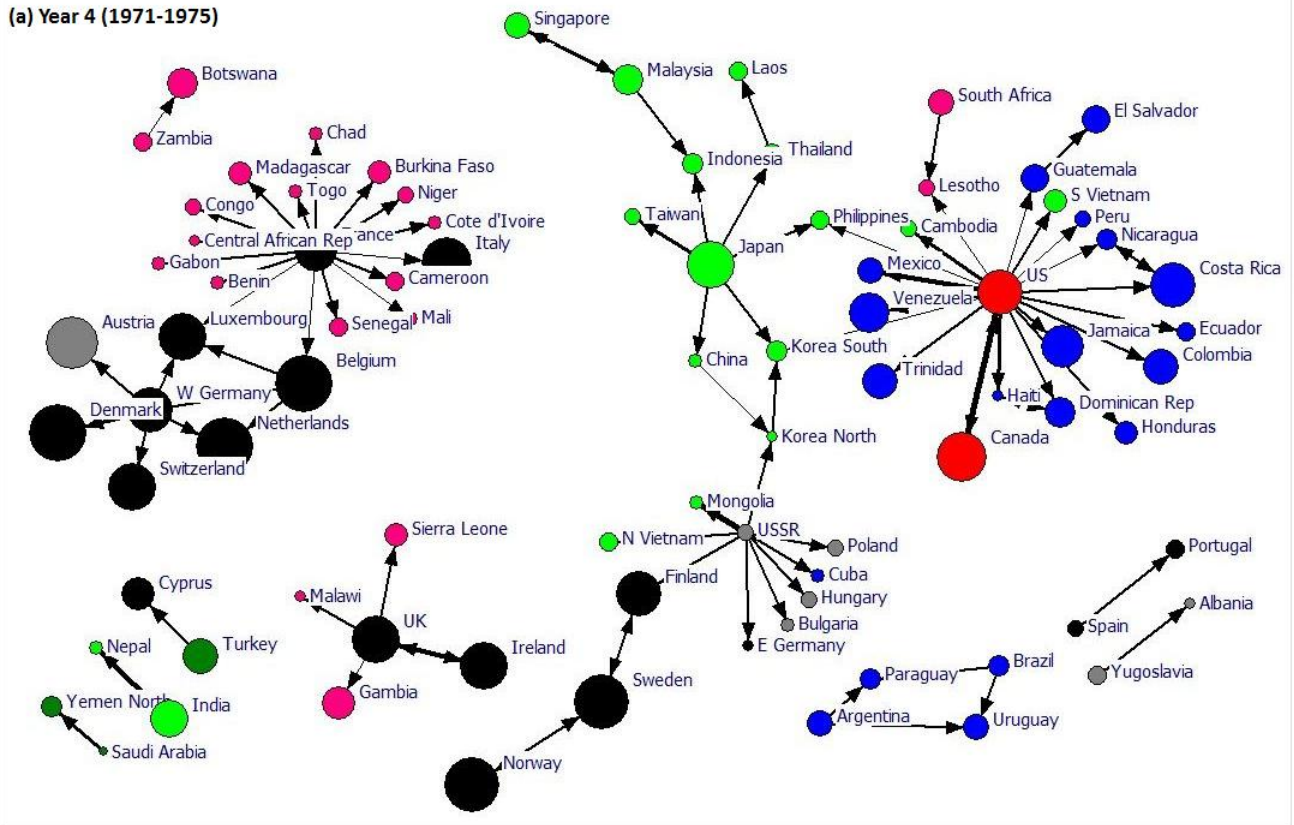 (a) Year 4 (1971-1975)
Singapore
Malaysia
Laos
Botswana
South Africa
El Salvador
Zambia
Chad
Thailand
Indonesia
Madagascar
Burkina Faso
Guatemala
Lesotho
Togo
Niger
S Vietnam
Congo
Taiwan
Philippines
Peru
Cote d'Ivoire
Cambodia
Nicaragua
Central African Rep
ance
Italy
Japan
Gabon
Mexico
US
Costa Rica
Benin
Cameroon
Venezuela
Austria
Luxembourg
Senegal
Mali
Jamaica
Ecuador
Belgium
China
Korea South
Colombia
Trinidad
W Germany
Haiti
Denmark
Dominican Rep
Netherlands
Honduras
Korea North
Canada
Switzerland
Mongolia
Sierra Leone
N Vietnam
USSR
Poland
Portugal
Cyprus
Finland
Cuba
Malawi
Hungary
Albania
UK
Bulgaria
Spain
Nepal
Turkey
Ireland
E Germany
Brazil
Yugoslavia
Paraguay
Sweden
Gambia
Yemen North
India
Argentina
Uruguay
Saudi Arabia
Norway